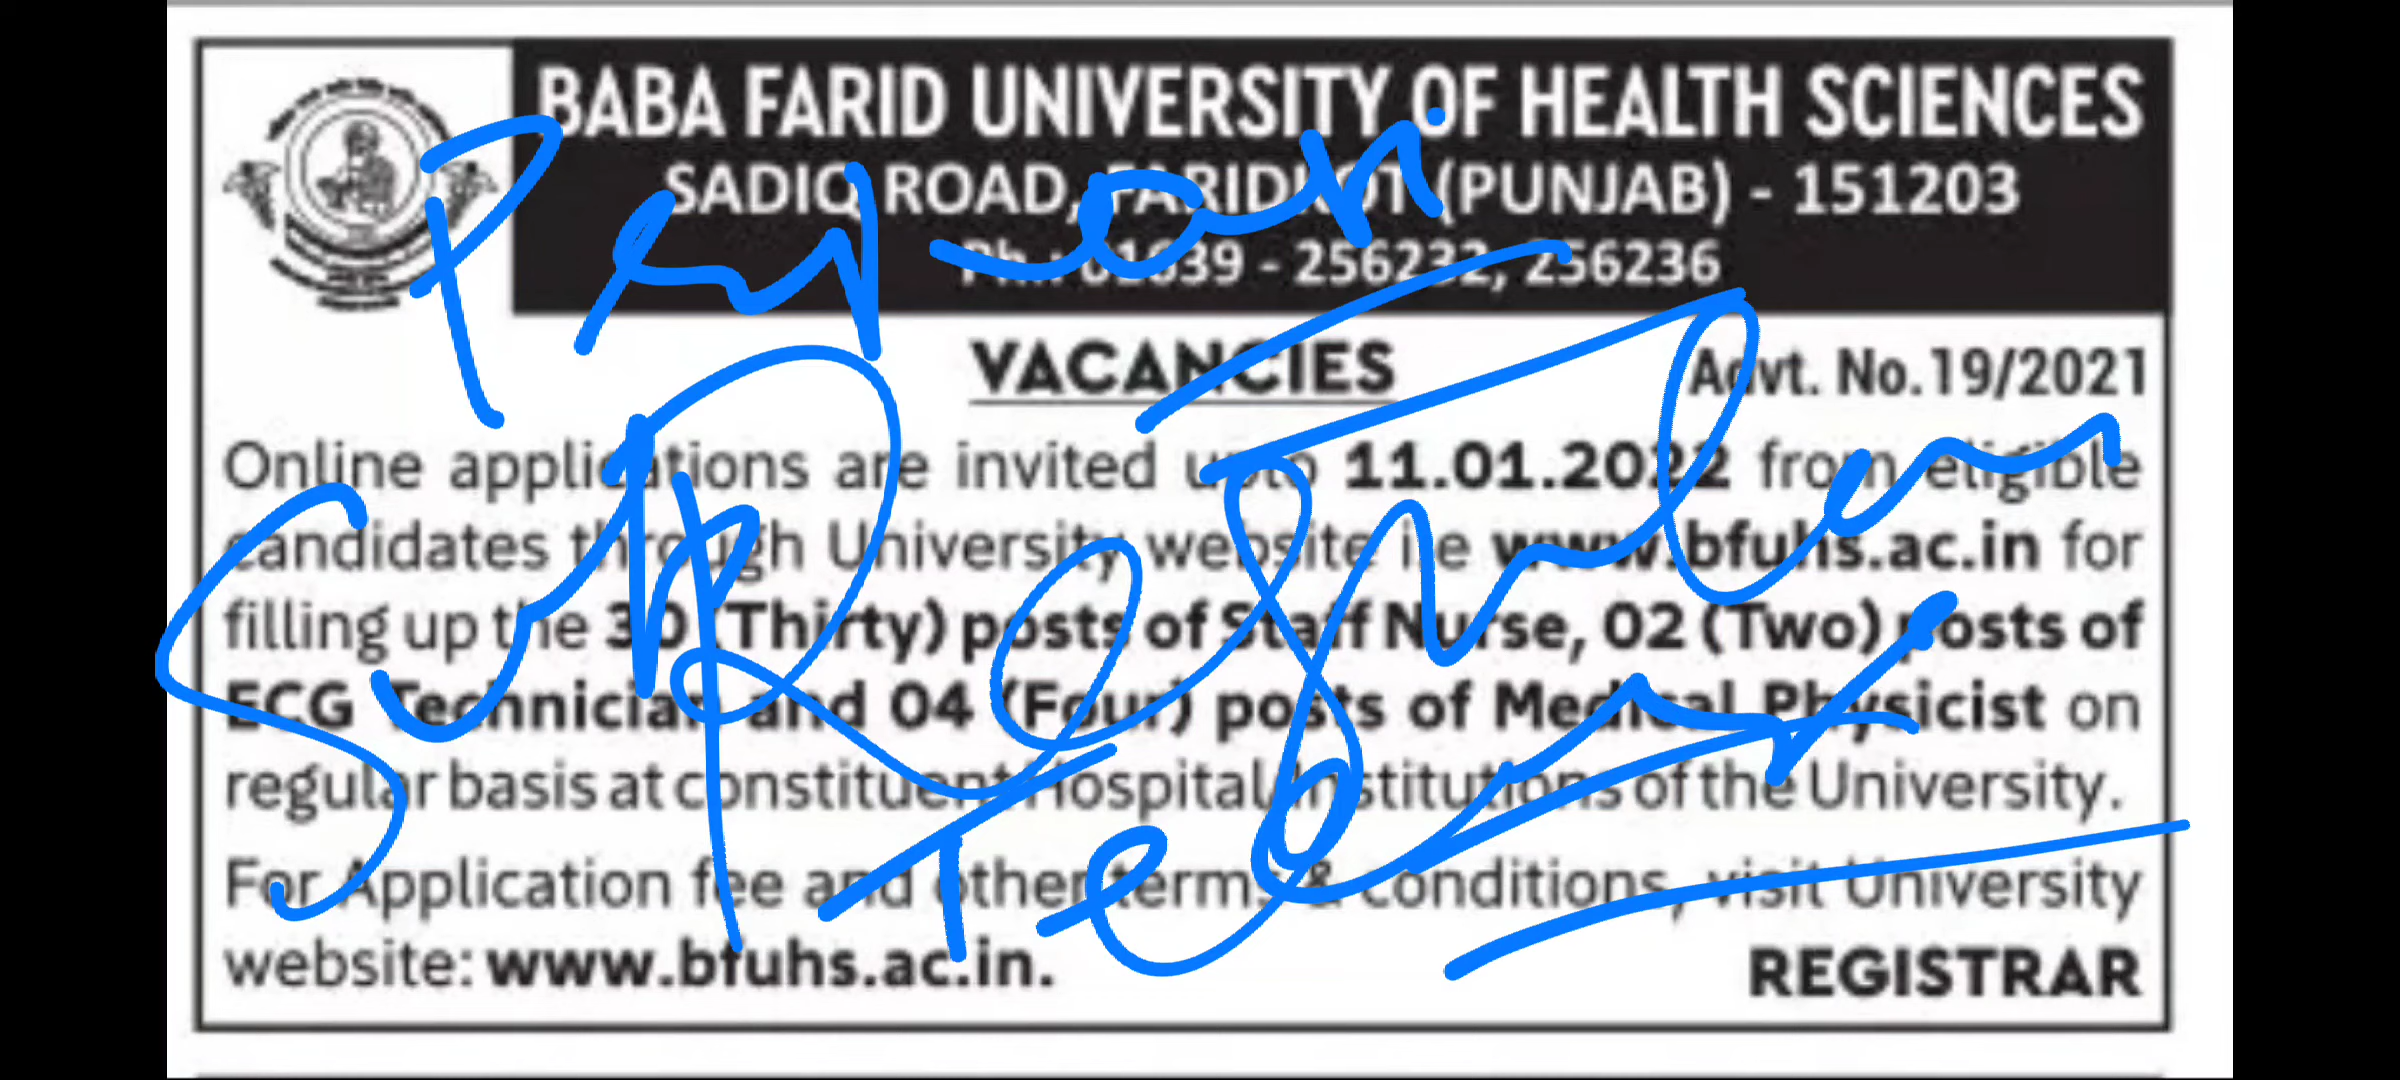 BABA FARID UNIVERSITY OF HEALTH SCIENCES
SADIQ ROAD, FARIDKOT (PUNJAB) - 151203
Ph.: 01639 - 256232, 256236
VACANCIES
Advt. No.19/2021
Online applications are invited upto 11.01.2022 from eligible
candidates through University website i.e www.bfuhs.ac.in for
filling up the 30 (Thirty) posts of Staff Nurse, 02 (Two) posts of
ECG Technician and 04 (Four) posts of Medical Physicist on
regular basis at constituent Hospital/Institutions of the University.
For Application fee and other terms & conditions, visit University
website: www.bfuhs.ac.in.
REGISTRAR
Regular